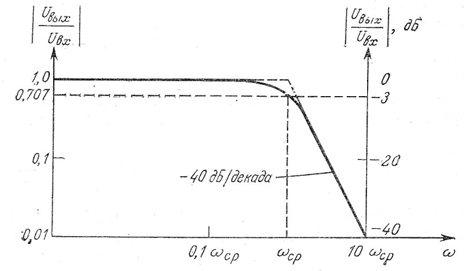 |Uвых/Uвх|
|Uвых/Uвх|, дБ
1,0
0
0,707
-3
0,1
-20
-40 дБ/декада
0,01
-40
0,1 ωср
ωср
10 ωср
ω